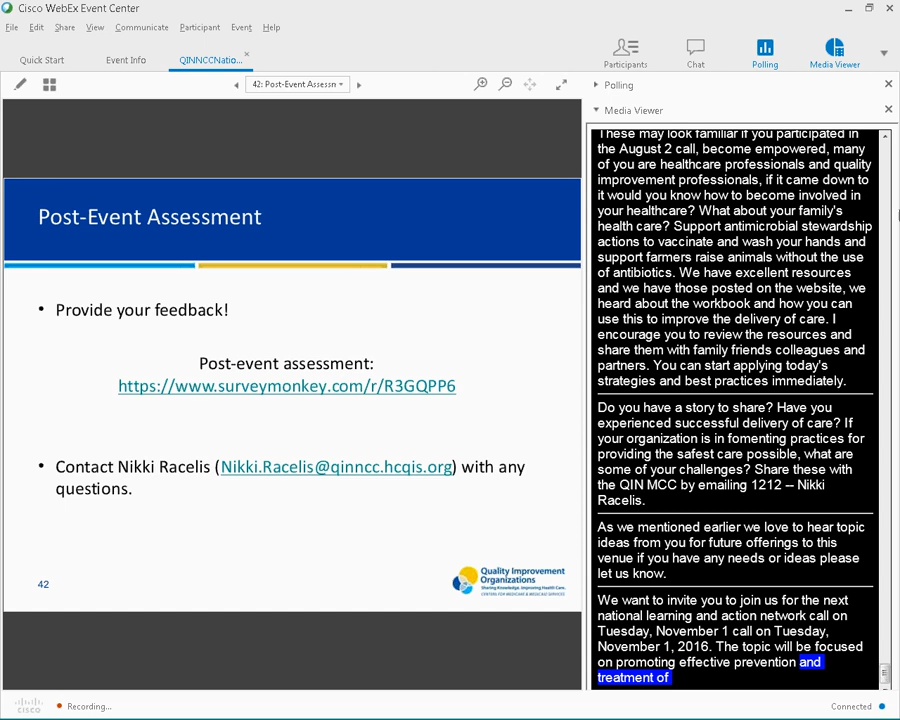 Cisco WebEx Event Center
File Edit Share View Communicate Participant Event Help
Quick Start Event Info QINNCCNatio...
Participants Chat Polling Media Viewer
42: Post-Event Assessn
Polling
Media Viewer
Post-Event Assessment
• Provide your feedback!
Post-event assessment:
https://www.surveymonkey.com/r/R3GQPP6
• Contact Nikki Racelis (Nikki.Racelis@qinncc.hcqis.org) with any
questions.
42
Quality Improvement
Organizations
Sharing Knowledge. Improving Health Care.
CENTERS FOR MEDICARE & MEDICAID SERVICES
These may look familiar if you participated in
the August 2 call, become empowered, many
of you are healthcare professionals and quality
improvement professionals, if it came down to
it would you know how to become involved in
your healthcare? What about your family's
health care? Support antimicrobial stewardship
actions to vaccinate and wash your hands and
support farmers raise animals without the use
of antibiotics. We have excellent resources
and we have those posted on the website, we
heard about the workbook and how you can
use this to improve the delivery of care. I
encourage you to review the resources and
share them with family friends colleagues and
partners. You can start applying today's
strategies and best practices immediately.
Do you have a story to share? Have you
experienced successful delivery of care? If
your organization is in fomenting practices for
providing the safest care possible, what are
some of your challenges? Share these with
the QIN MCC by emailing 1212 -- Nikki
Racelis.
As we mentioned earlier we love to hear topic
ideas from you for future offerings to this
venue if you have any needs or ideas please
let us know.
We want to invite you to join us for the next
national learning and action network call on
Tuesday, November 1 call on Tuesday,
November 1, 2016. The topic will be focused
on promoting effective prevention and
treatment of
cisco
Recording...
Connected